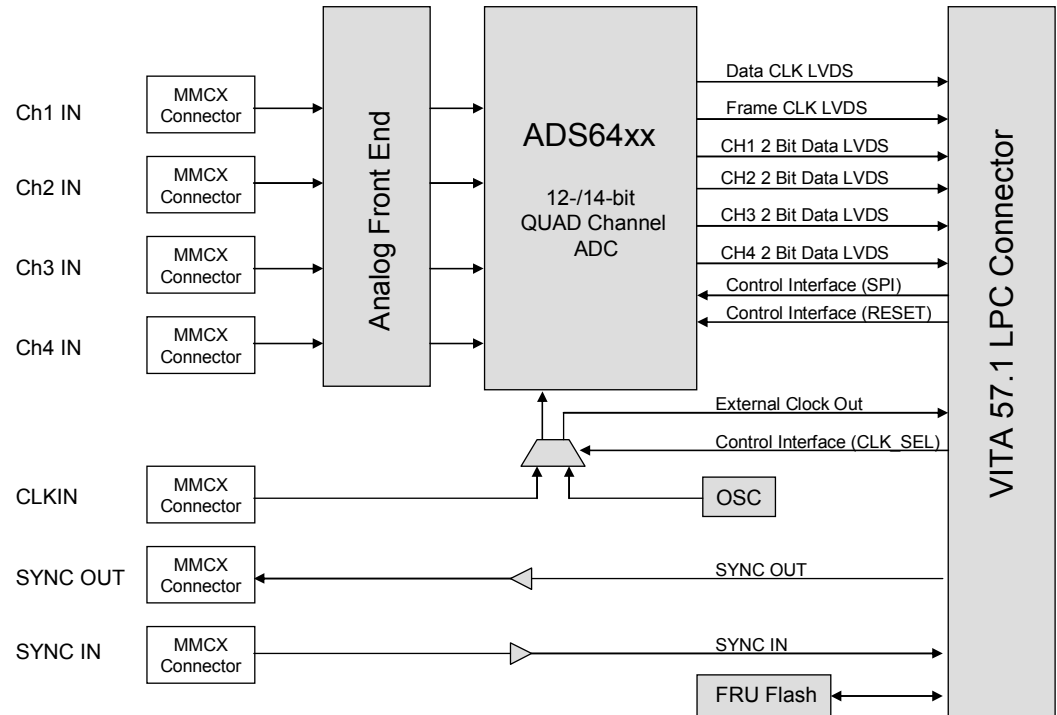 Ch1 IN
MMCX
Connector
Ch2 IN
MMCX
Connector
Ch3 IN
MMCX
Connector
Ch4 IN
MMCX
Connector
Analog Front End
ADS64xx
12-/14-bit
QUAD Channel
ADC
Data CLK LVDS
Frame CLK LVDS
CH1 2 Bit Data LVDS
CH2 2 Bit Data LVDS
CH3 2 Bit Data LVDS
CH4 2 Bit Data LVDS
Control Interface (SPI)
Control Interface (RESET)
External Clock Out
Control Interface (CLK_SEL)
VITA 57.1 LPC Connector
CLKIN
MMCX
Connector
OSC
SYNC OUT
MMCX
Connector
SYNC OUT
SYNC IN
MMCX
Connector
SYNC IN
FRU Flash